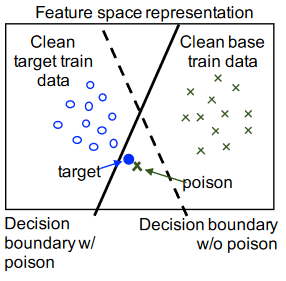 Feature space representation
Clean
target train
data
Clean base
train data
target
poison
Decision
boundary w/
poison
Decision boundary
w/o poison